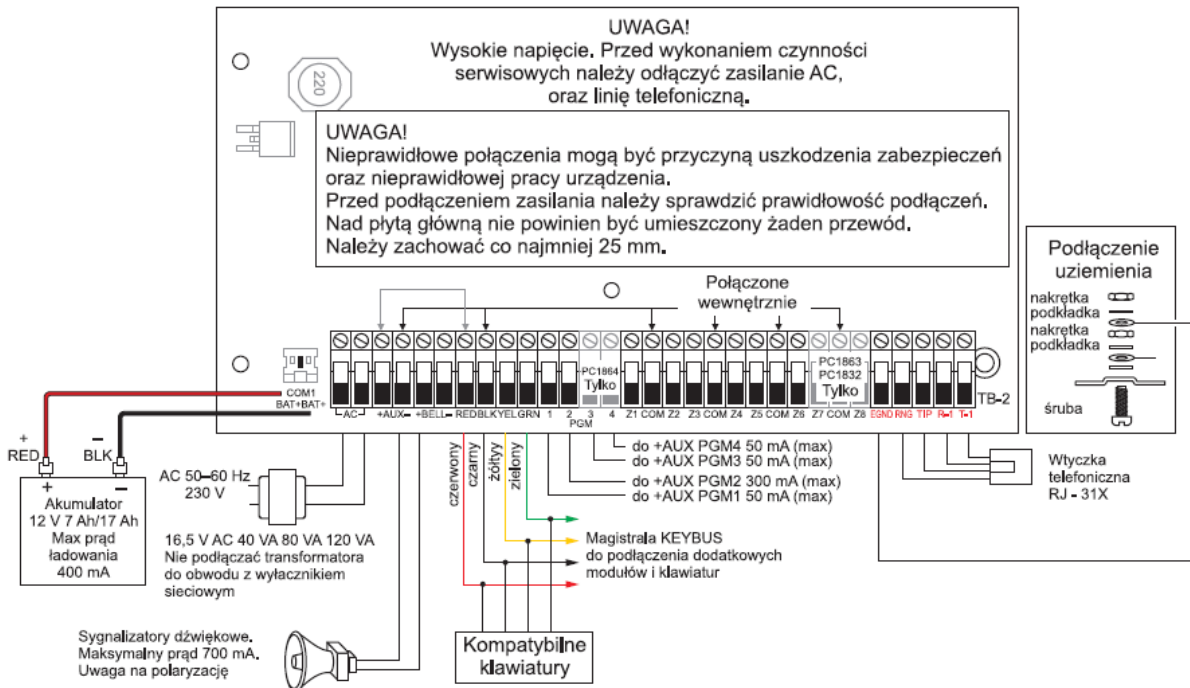 UWAGA!
Wysokie napięcie. Przed wykonaniem czynności
serwisowych należy odłączyć zasilanie AC,
oraz linię telefoniczną.
220
UWAGA!
Nieprawidłowe połączenia mogą być przyczyną uszkodzenia zabezpieczeń
oraz nieprawidłowej pracy urządzenia.
Przed podłączeniem zasilania należy sprawdzić prawidłowość podłączeń.
Nad płytą główną nie powinien być umieszczony żaden przewód.
Należy zachować co najmniej 25 mm.
Połączone
wewnętrznie
Podłączenie
uziemienia
nakrętka
podkładka
nakrętka
podkładka
śruba
PC1864
Tylko
PC1863
PC1832
Tylko
TB-2
COM1
BAT+BAT+
AC +AUX− +BELL− RED BLK YEL GRN 1 2 3 4 Z1 COM Z2 Z3 COM Z4 Z5 COM Z6 Z7 COM Z8 EGND RNG TIP R-1 T-1
PGM
+
RED
−
BLK
+ −
Akumulator
12 V 7 Ah/17 Ah
Max prąd
ładowania
400 mA
AC 50–60 Hz
230 V
16,5 V AC 40 VA 80 VA 120 VA
Nie podłączać transformatora
do obwodu z wyłacznikiem
sieciowym
czerwony
czarny
żółtyy
zielony
do +AUX PGM4 50 mA (max)
do +AUX PGM3 50 mA (max)
do +AUX PGM2 300 mA (max)
do +AUX PGM1 50 mA (max)
Magistrala KEYBUS
do podłączenia dodatkowych
modułów i klawiatur
Wtyczka
telefoniczna
RJ - 31X
Sygnalizatory dźwiękowe.
Maksymalny prąd 700 mA.
Uwaga na polaryzację
Kompatybilne
klawiatury